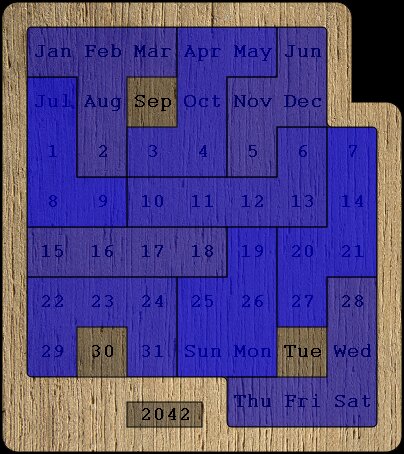 Jan Feb Mar Apr May Jun
Jul Aug Sep Oct Nov Dec
1 2 3 4 5 6 7
8 9 10 11 12 13 14
15 16 17 18 19 20 21
22 23 24 25 26 27 28
29 30 31 Sun Mon Tue Wed
Thu Fri Sat
2042